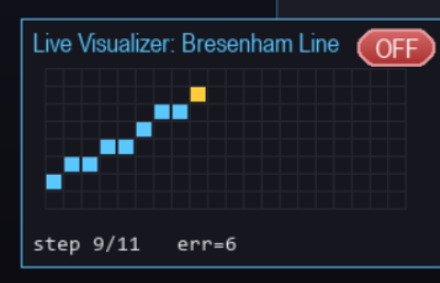 Live Visualizer: Bresenham Line
OFF
step 9/11 err=6